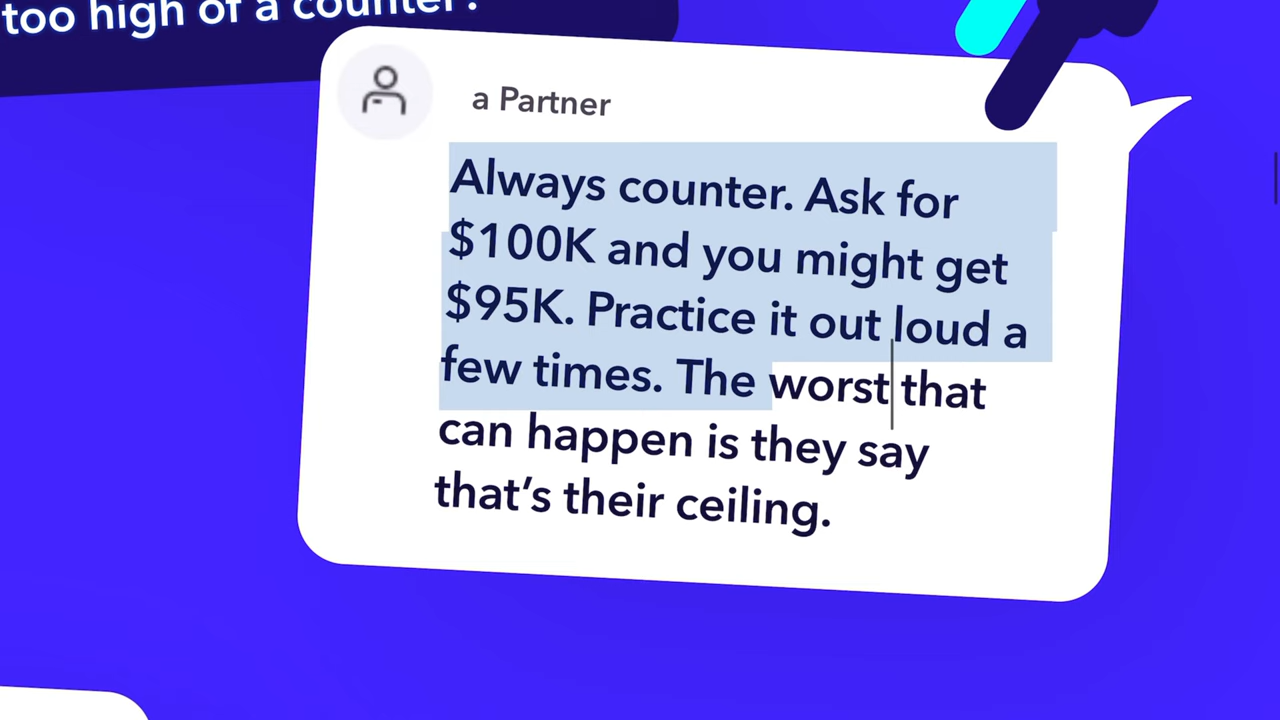 too high of a counter?
a Partner
Always counter. Ask for
$100K and you might get
$95K. Practice it out loud a
few times. The worst that
can happen is they say
that’s their ceiling.